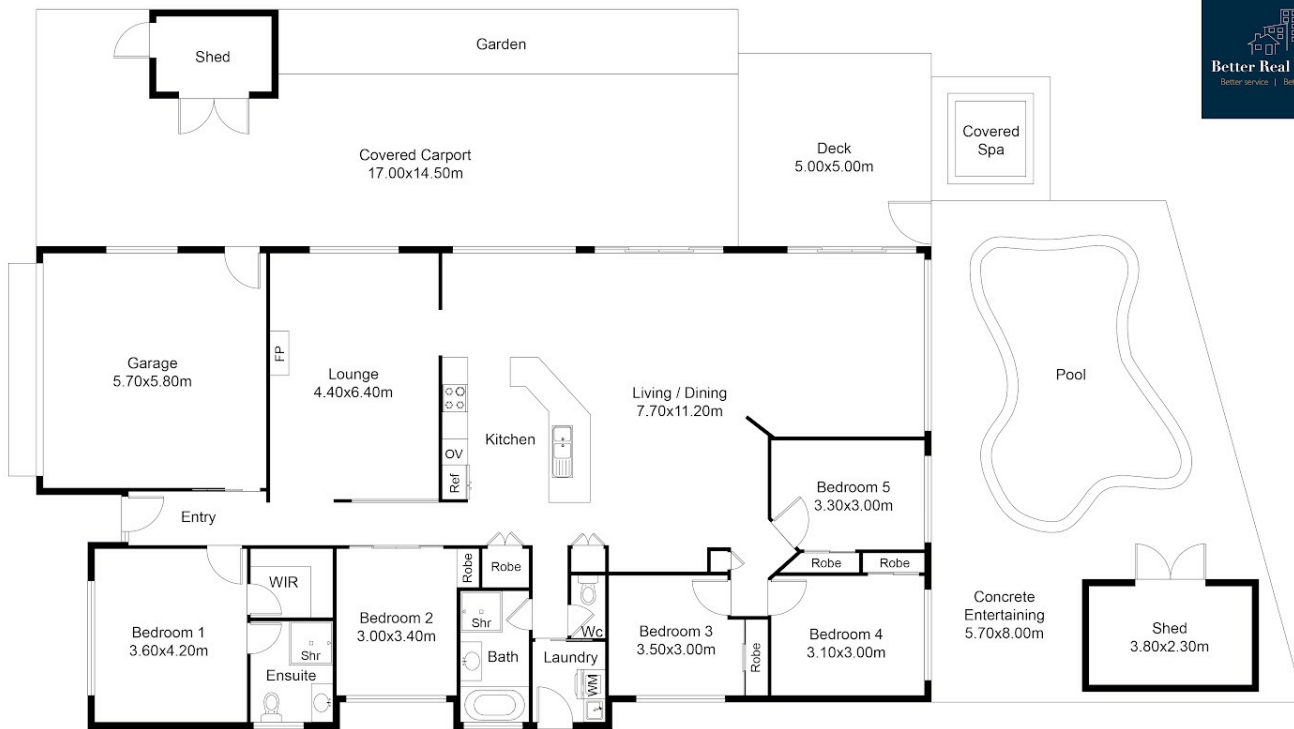 Better Real
Better service |
Shed
Garden
Covered Carport
17.00x14.50m
Deck
5.00x5.00m
Covered
Spa
Garage
5.70x5.80m
FP
Lounge
4.40x6.40m
Living / Dining
7.70x11.20m
Kitchen
OV
Ref
Pool
Entry
Bedroom 5
3.30x3.00m
Robe
Robe
WIR
Robe
Robe
Bedroom 1
3.60x4.20m
Shr
Ensuite
Bedroom 2
3.00x3.40m
Shr
Bath
Wc
Laundry
WM
Bedroom 3
3.50x3.00m
Robe
Bedroom 4
3.10x3.00m
Concrete
Entertaining
5.70x8.00m
Shed
3.80x2.30m